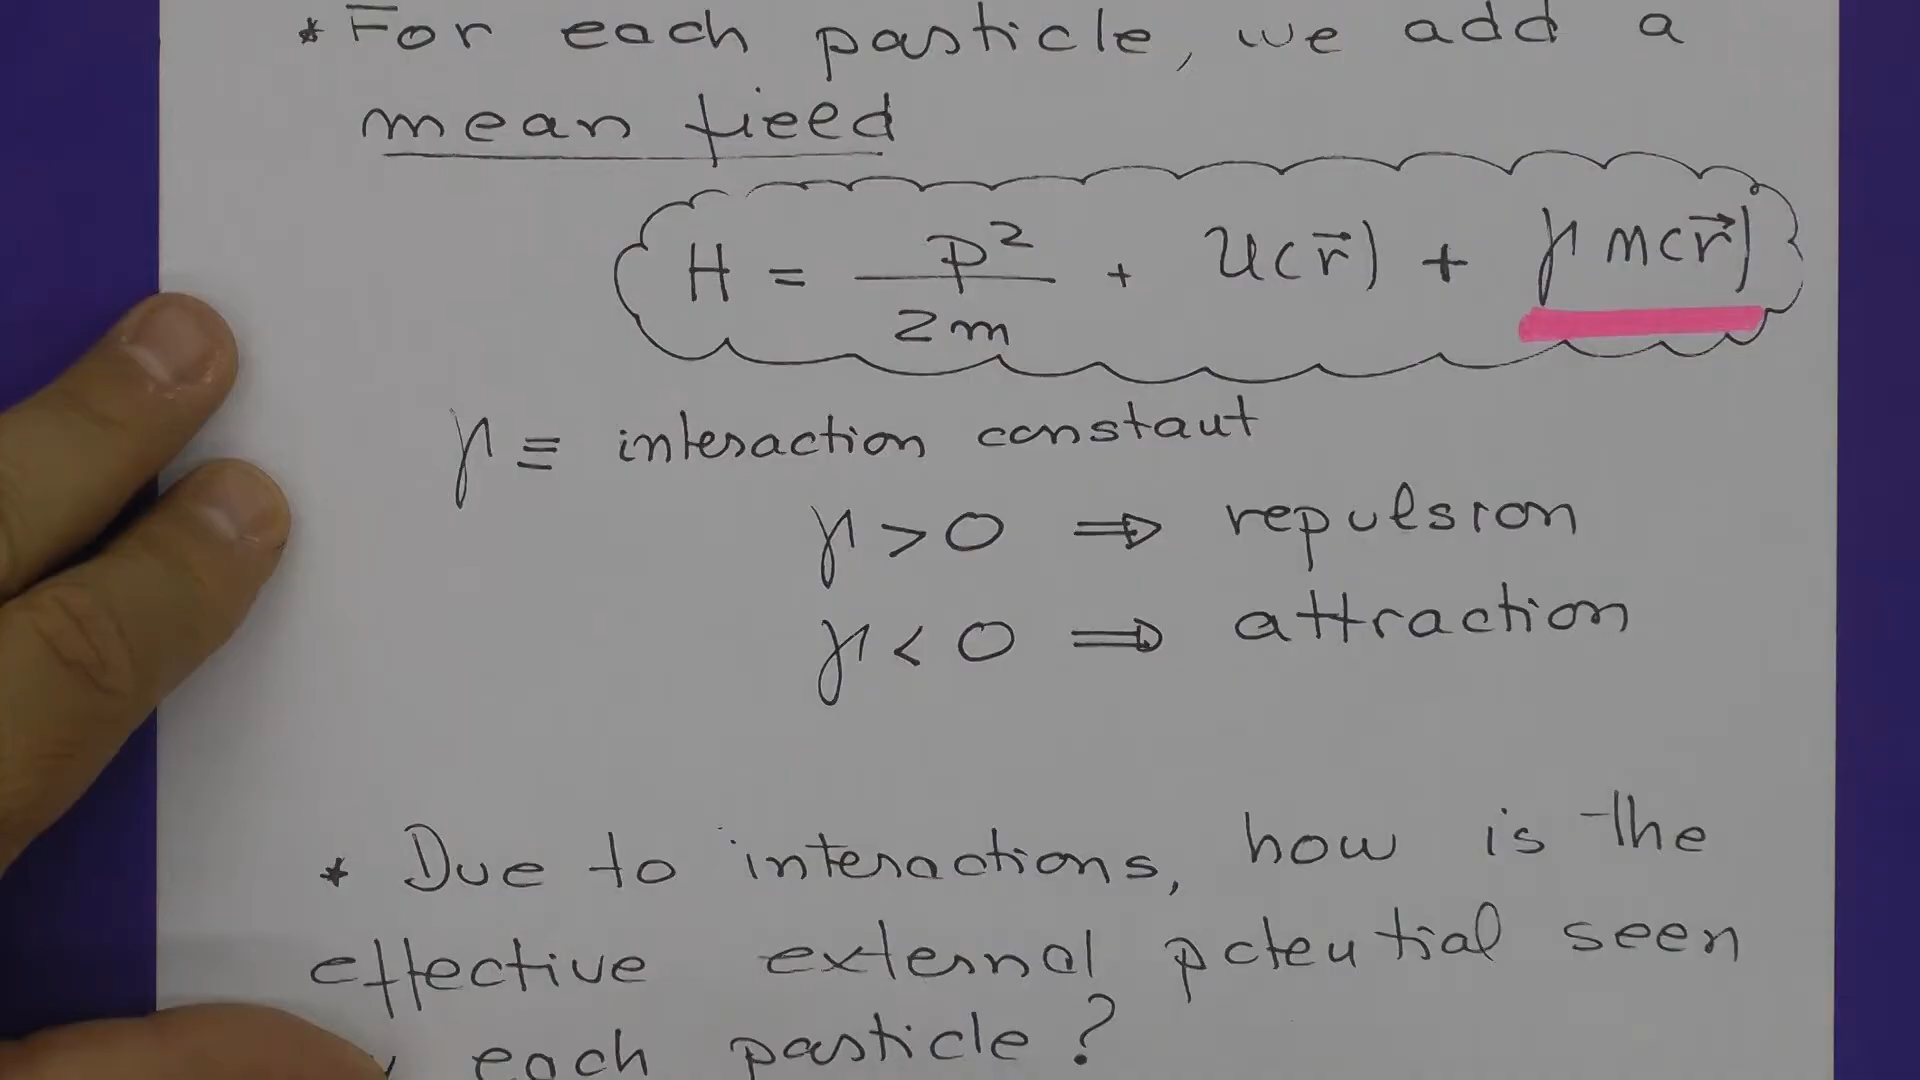 * For each particle, we add a
mean field
H = p²/2m + U(r⃗) + γ n(r⃗)
γ ≡ interaction constant
γ > 0 ⇒ repulsion
γ < 0 ⇒ attraction
* Due to interactions, how is the
effective external potential seen
each particle?